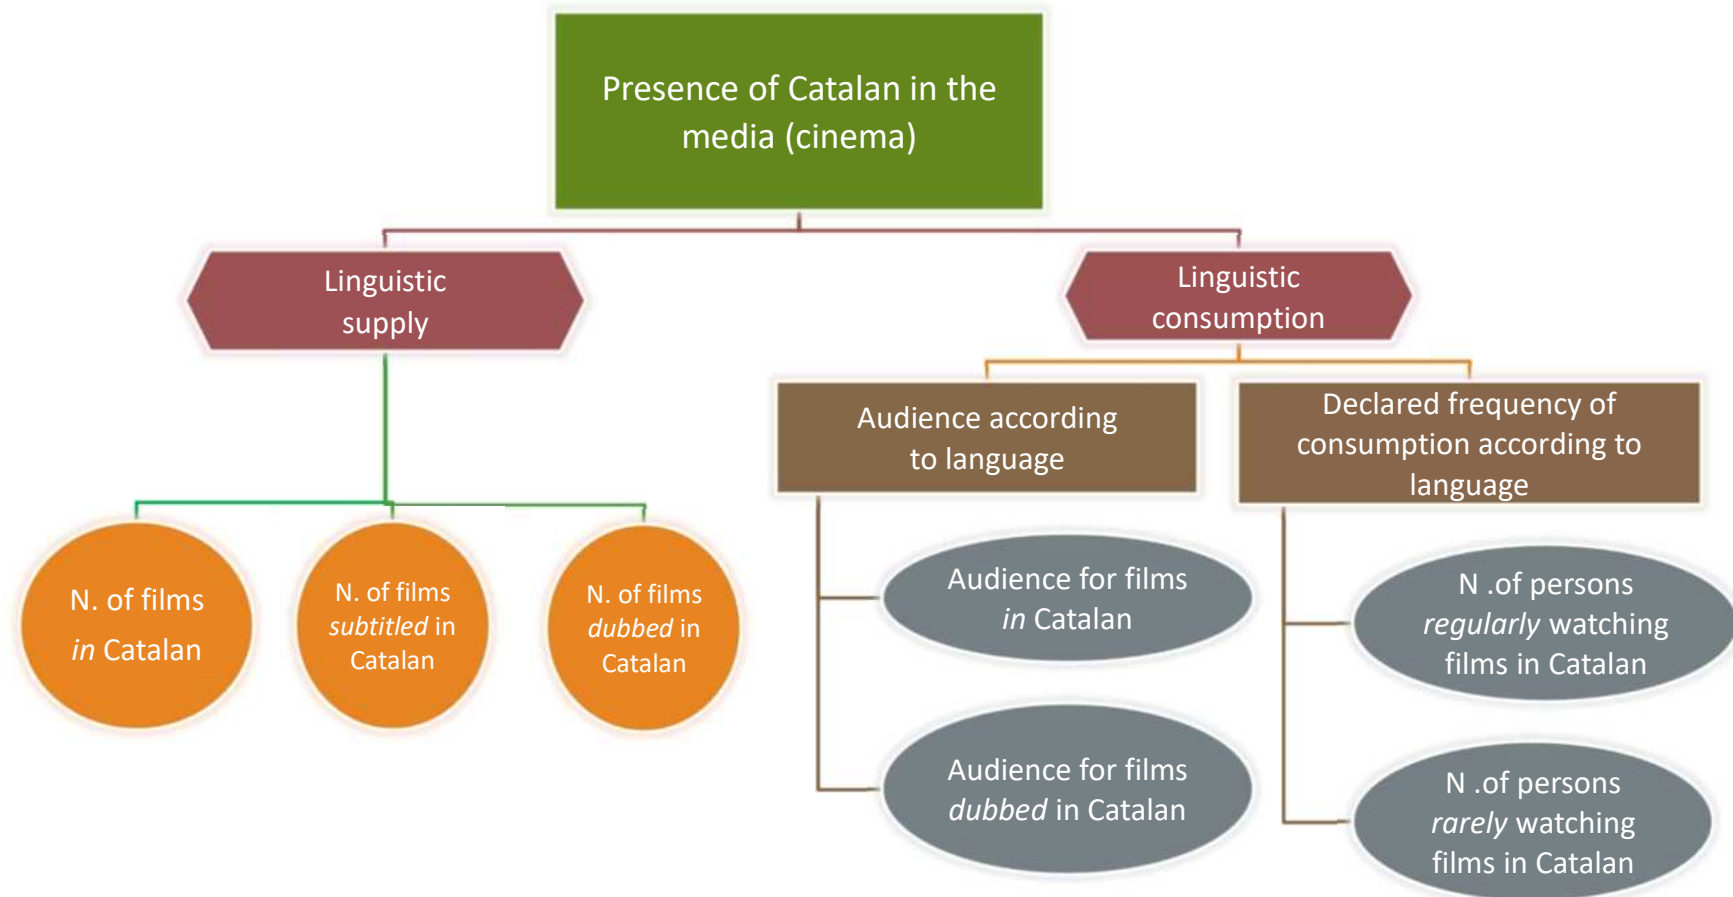 Presence of Catalan in the
media (cinema)
Linguistic
supply
Linguistic
consumption
Audience according
to language
Declared frequency of
consumption according to
language
N. of films
in Catalan
N. of films
subtitled in
Catalan
N. of films
dubbed in
Catalan
Audience for films
in Catalan
N .of persons
regularly watching
films in Catalan
Audience for films
dubbed in Catalan
N .of persons
rarely watching
films in Catalan